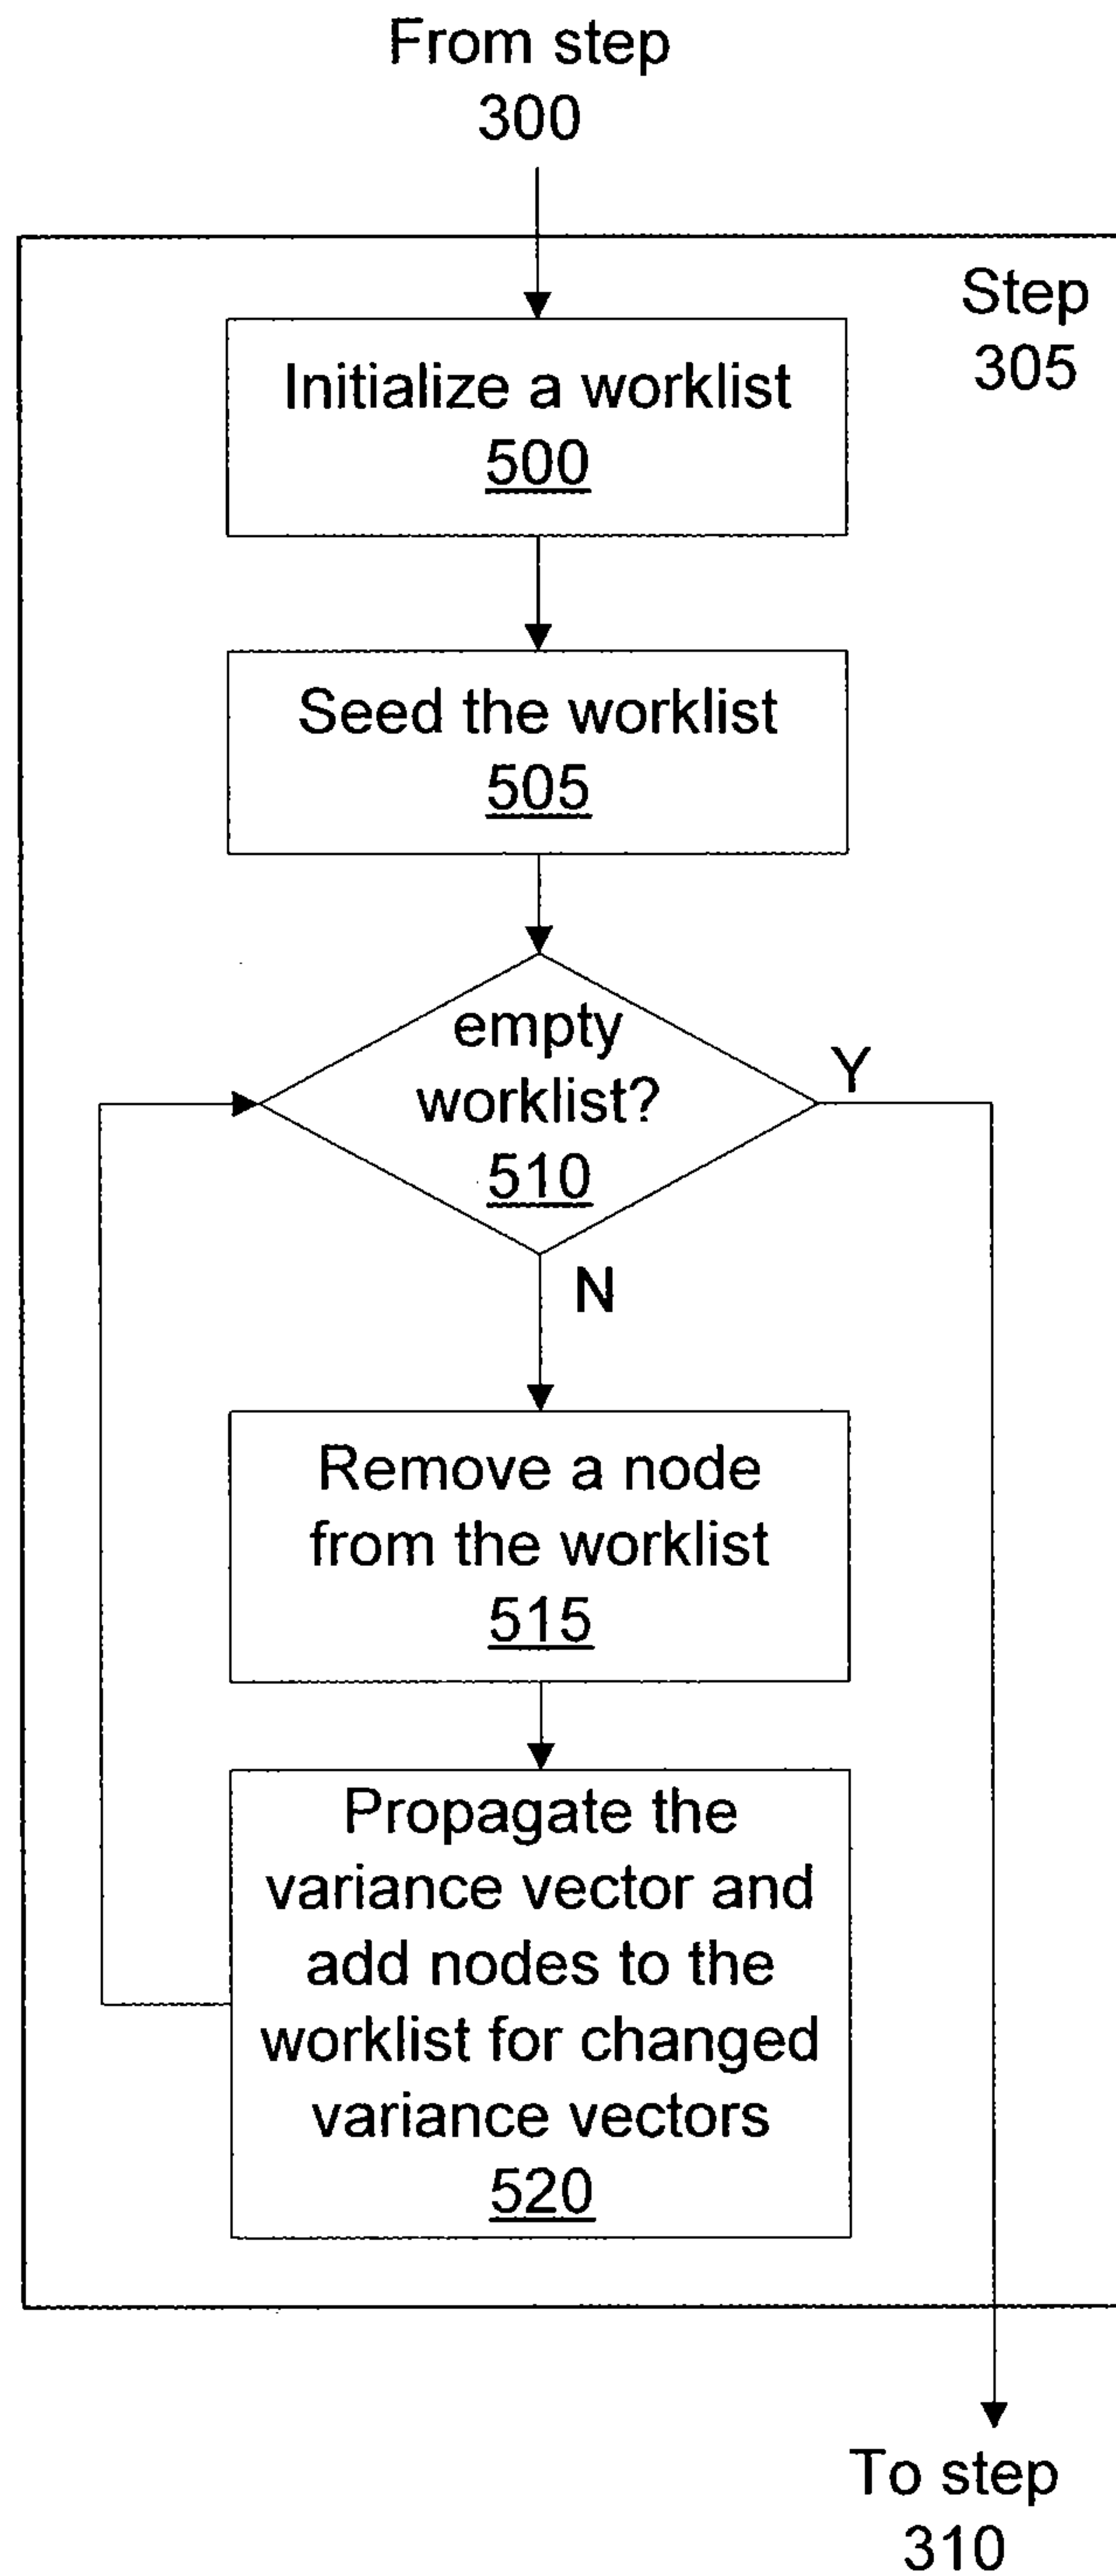 From step
300
Step
305
Initialize a worklist
500
Seed the worklist
505
empty
worklist?
510
Y
N
Remove a node
from the worklist
515
Propagate the
variance vector and
add nodes to the
worklist for changed
variance vectors
520
To step
310